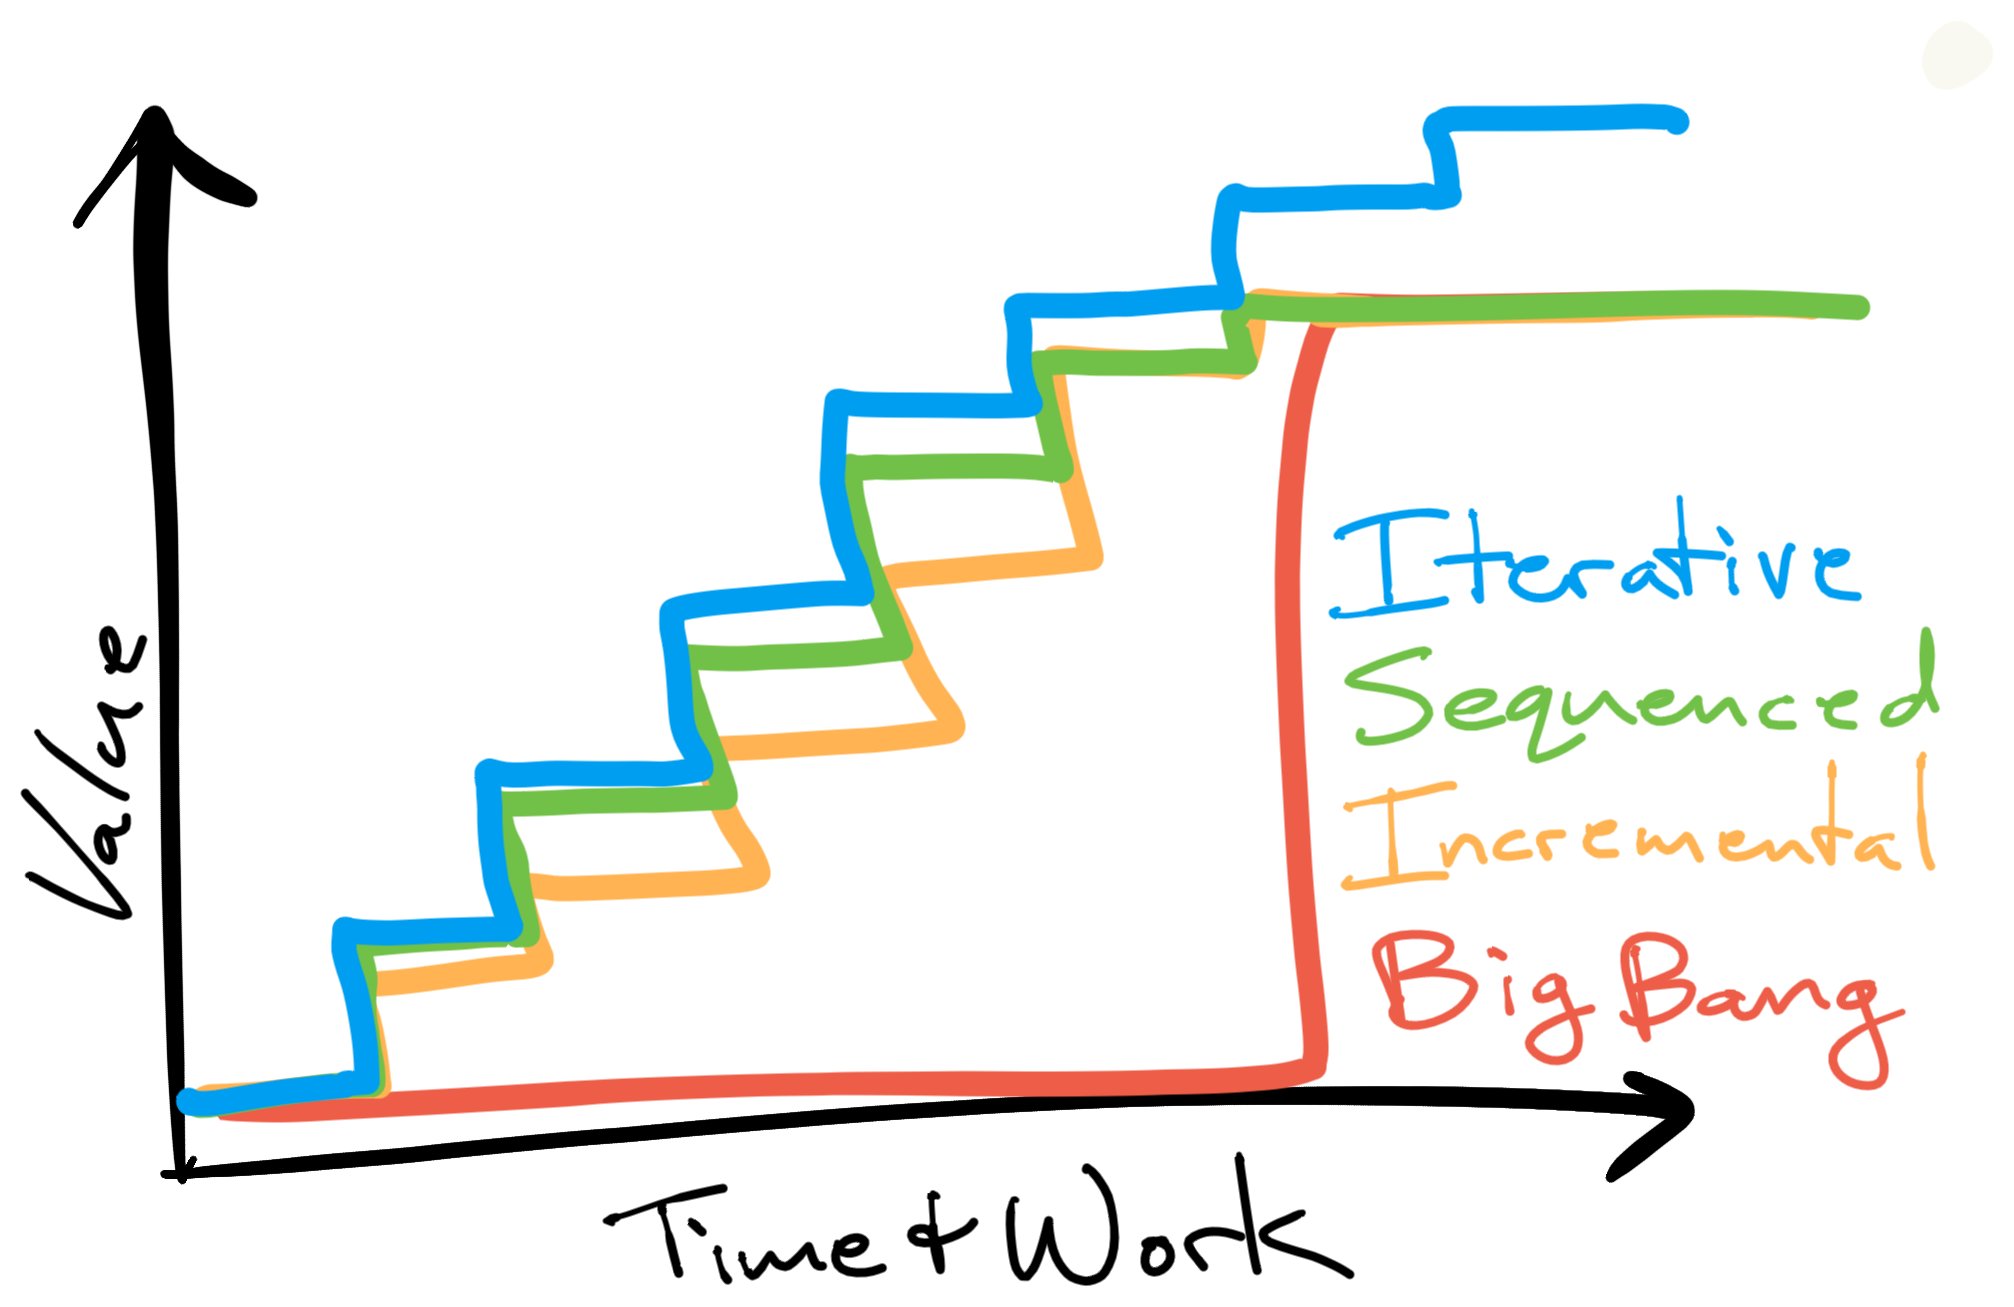 Value
Iterative
Sequenced
Incremental
Big Bang
Time & Work